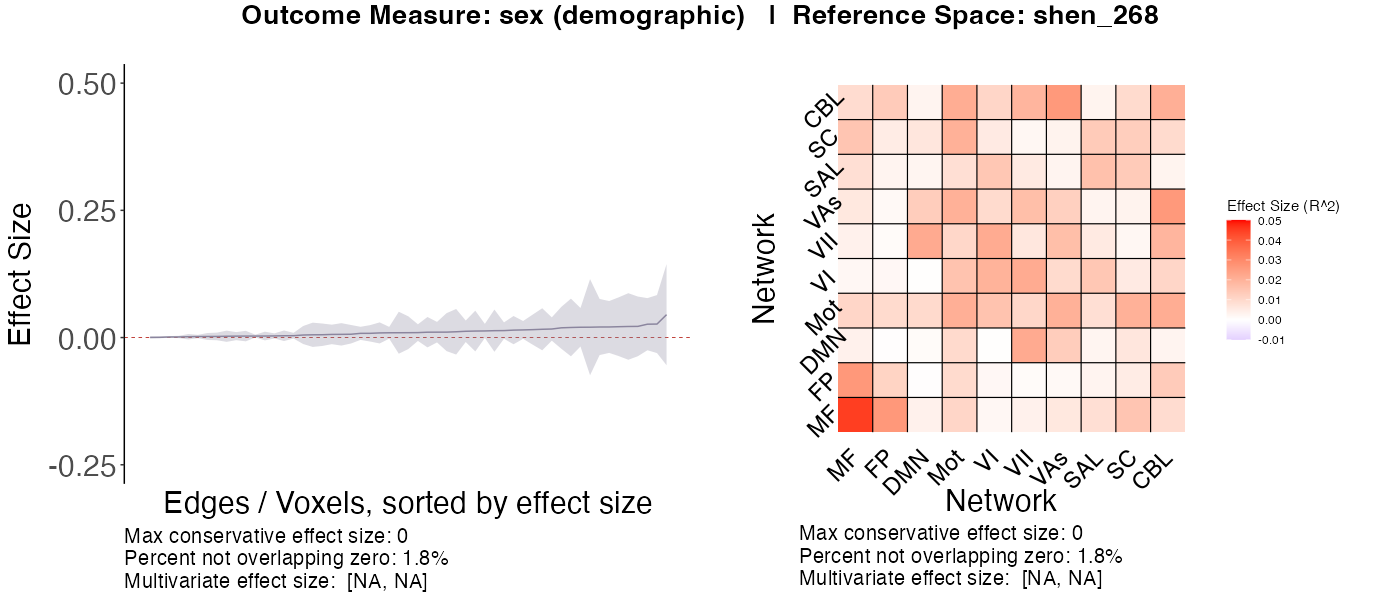 Outcome Measure: sex (demographic) | Reference Space: shen_268
0.50
0.25
0.00
-0.25
Effect Size
Edges / Voxels, sorted by effect size
Max conservative effect size: 0
Percent not overlapping zero: 1.8%
Multivariate effect size: [NA, NA]
Network
CBL
SC
SAL
VAs
VII
VI
Mot
DMN
FP
MF
MF FP DMN Mot VI VII VAs SAL SC CBL
Network
Max conservative effect size: 0
Percent not overlapping zero: 1.8%
Multivariate effect size: [NA, NA]
Effect Size (R^2)
0.05
0.04
0.03
0.02
0.01
0.00
-0.01